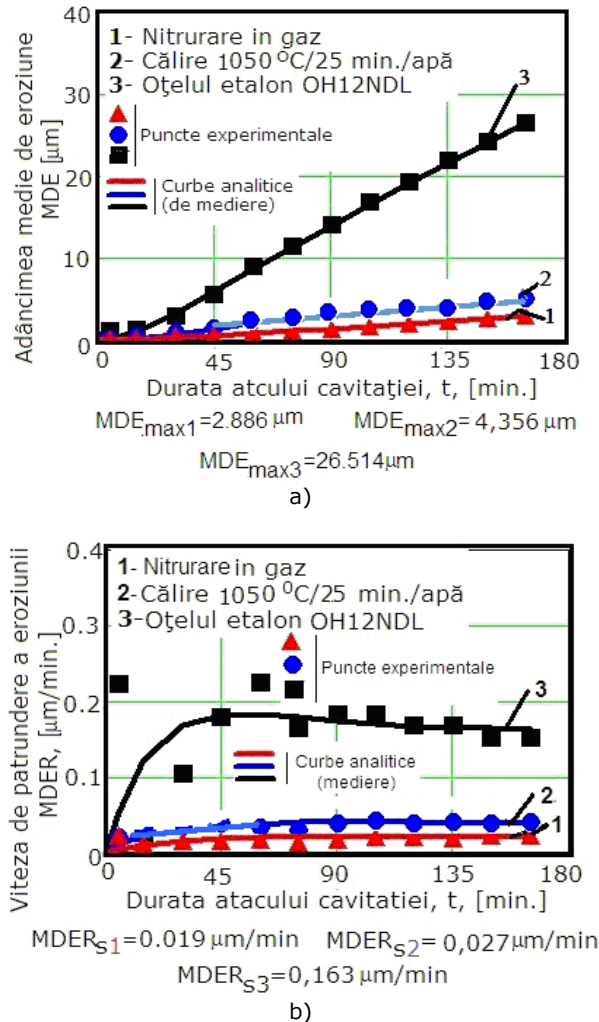 40
30
20
10
0
Adâncimea medie de eroziune
MDE [µm]
1- Nitrurare in gaz
2- Călire 1050 ⁰C/25 min./apă
3- Oţelul etalon OH12NDL
Puncte experimentale
Curbe analitice
(de mediere)
3
2
1
0 45 90 135 180
Durata atcului cavitaţiei, t, [min.]
MDEmax1=2.886 µm MDEmax2= 4,356 µm
MDEmax3=26.514µm
a)
0.4
0.3
0.2
0.1
0
Viteza de patrundere a eroziunii
MDER, [µm/min.]
1- Nitrurare in gaz
2-Călire 1050 ⁰C/25 min./apă
3-Oţelul etalon OH12NDL
Puncte experimentale
Curbe analitice
(mediere)
3
2
1
0 45 90 135 180
Durata atacului cavitatiei, t, [min.]
MDERs1=0.019 µm/min MDERs2= 0,027µm/min
MDERs3=0,163 µm/min
b)